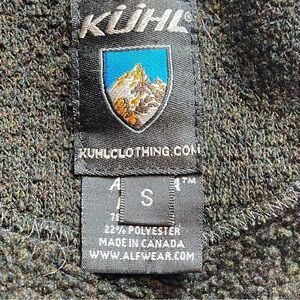 KÜHL
KUHLCLOTHING.COM
S
22% POLYESTER
MADE IN CANADA
WWW.ALFWEAR.COM